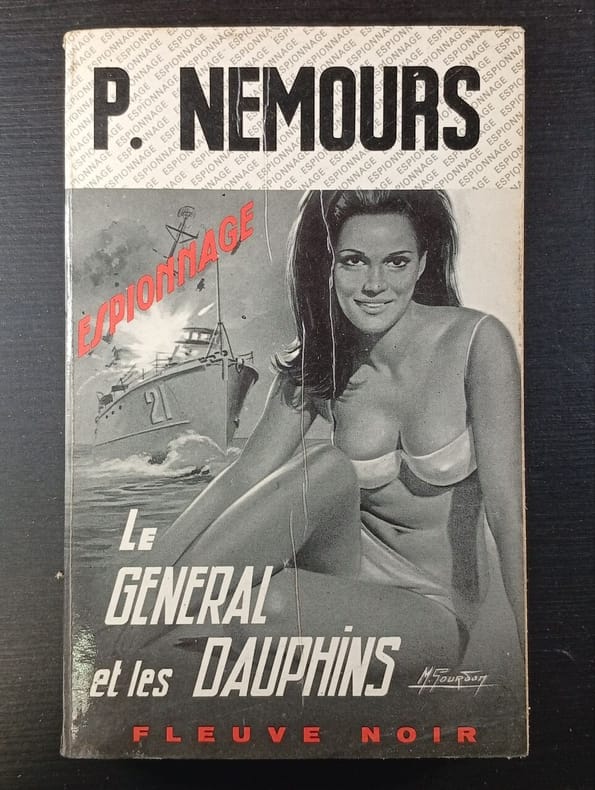 P. NEMOURS
ESPIONNAGE
21
LE
GENERAL
et les DAUPHINS
M. Gourdon
FLEUVE NOIR